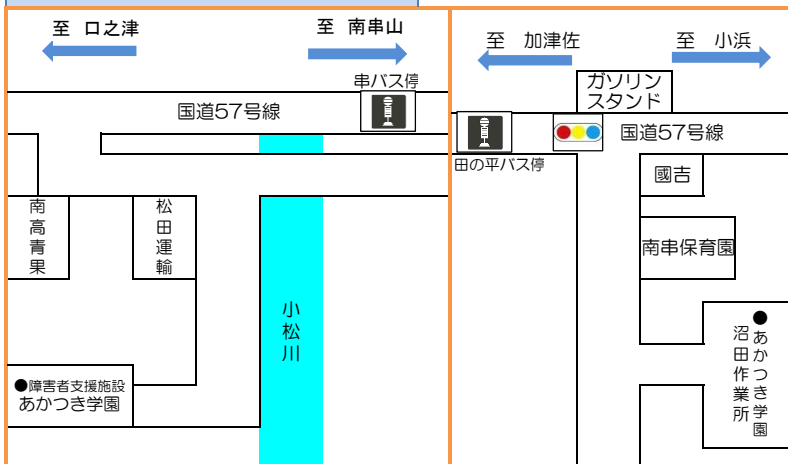 至 口之津
至 南串山
串バス停
国道57号線
南高青果
松田運輸
小松川
●障害者支援施設
あかつき学園
至 加津佐
至 小浜
ガソリン
スタンド
国道57号線
田の平バス停
國吉
南串保育園
●あかつき学園
沼田作業所